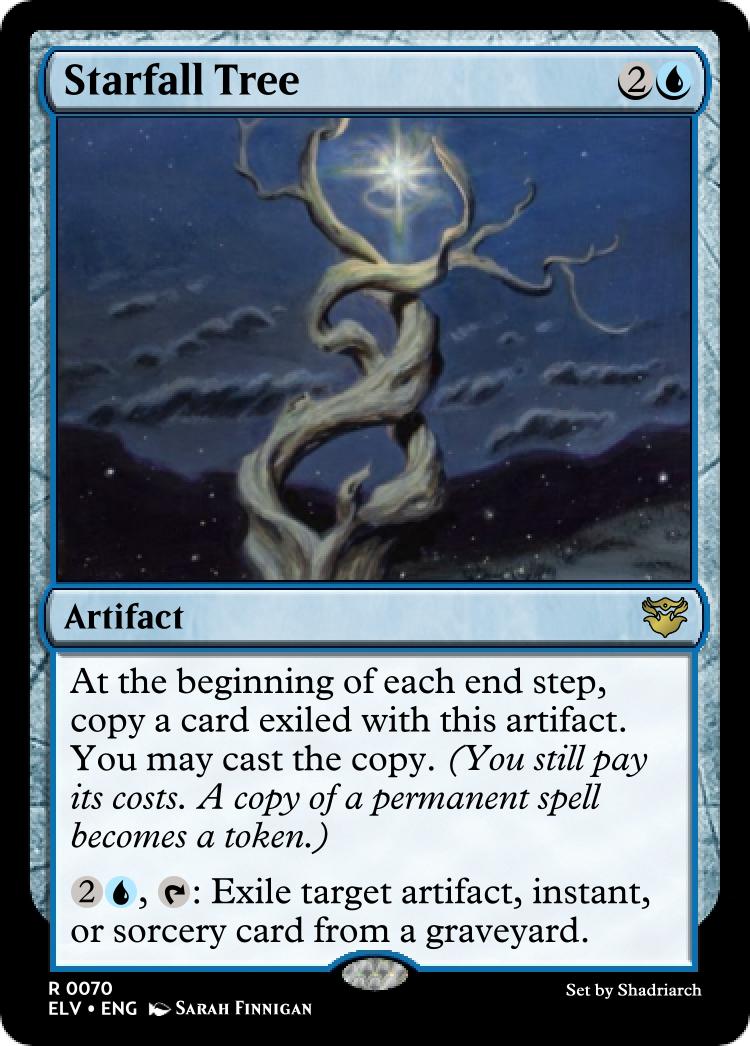 Starfall Tree 2
Artifact
At the beginning of each end step,
copy a card exiled with this artifact.
You may cast the copy. (You still pay
its costs. A copy of a permanent spell
becomes a token.)
2 , : Exile target artifact, instant,
or sorcery card from a graveyard.
R 0070
Set by Shadriarch
ELV • ENG Sarah Finnigan